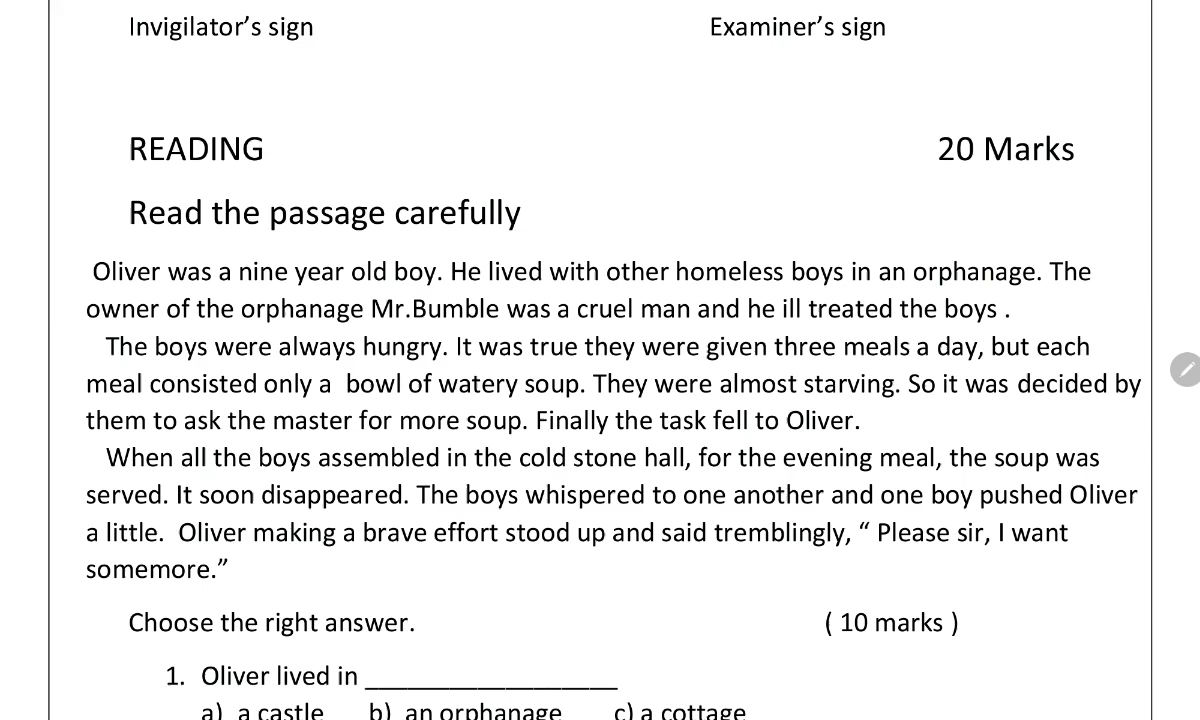 Invigilator’s sign Examiner’s sign
READING 20 Marks
Read the passage carefully
Oliver was a nine year old boy. He lived with other homeless boys in an orphanage. The
owner of the orphanage Mr.Bumble was a cruel man and he ill treated the boys .
The boys were always hungry. It was true they were given three meals a day, but each
meal consisted only a  bowl of watery soup. They were almost starving. So it was decided by
them to ask the master for more soup. Finally the task fell to Oliver.
When all the boys assembled in the cold stone hall, for the evening meal, the soup was
served. It soon disappeared. The boys whispered to one another and one boy pushed Oliver
a little.  Oliver making a brave effort stood up and said tremblingly, “ Please sir, I want
somemore.”
Choose the right answer. ( 10 marks )
1. Oliver lived in ___________________
a) a castle b) an orphanage c) a cottage